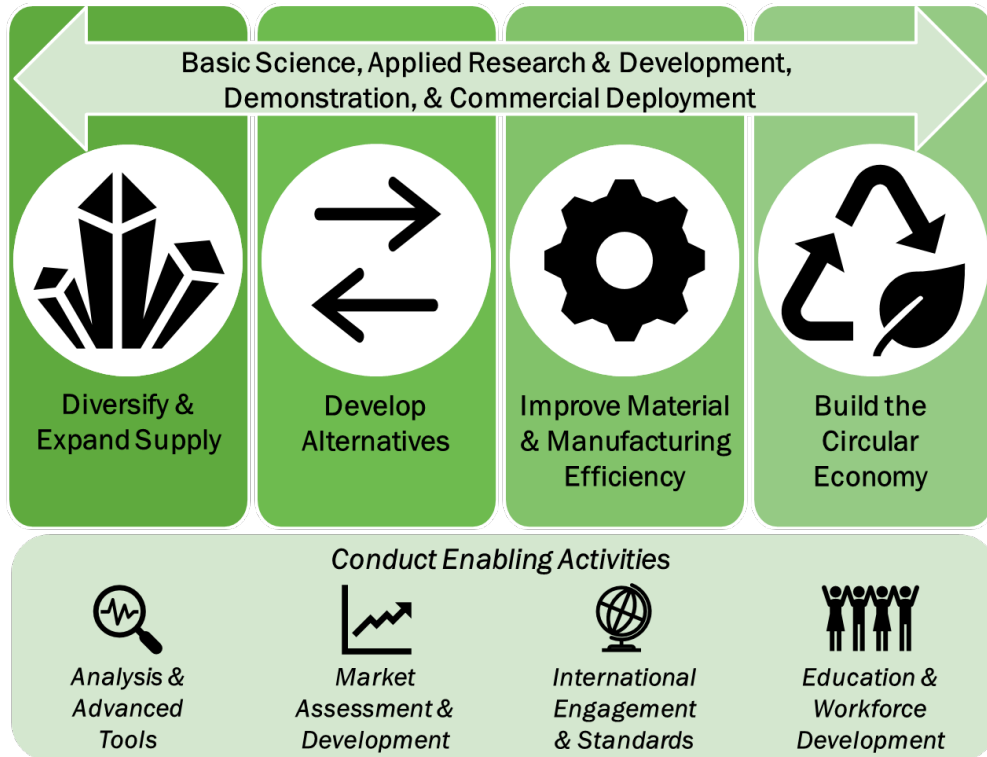 Basic Science, Applied Research & Development,
Demonstration, & Commercial Deployment
Diversify &
Expand Supply
Develop
Alternatives
Improve Material
& Manufacturing
Efficiency
Build the
Circular
Economy
Conduct Enabling Activities
Analysis &
Advanced
Tools
Market
Assessment &
Development
International
Engagement
& Standards
Education &
Workforce
Development